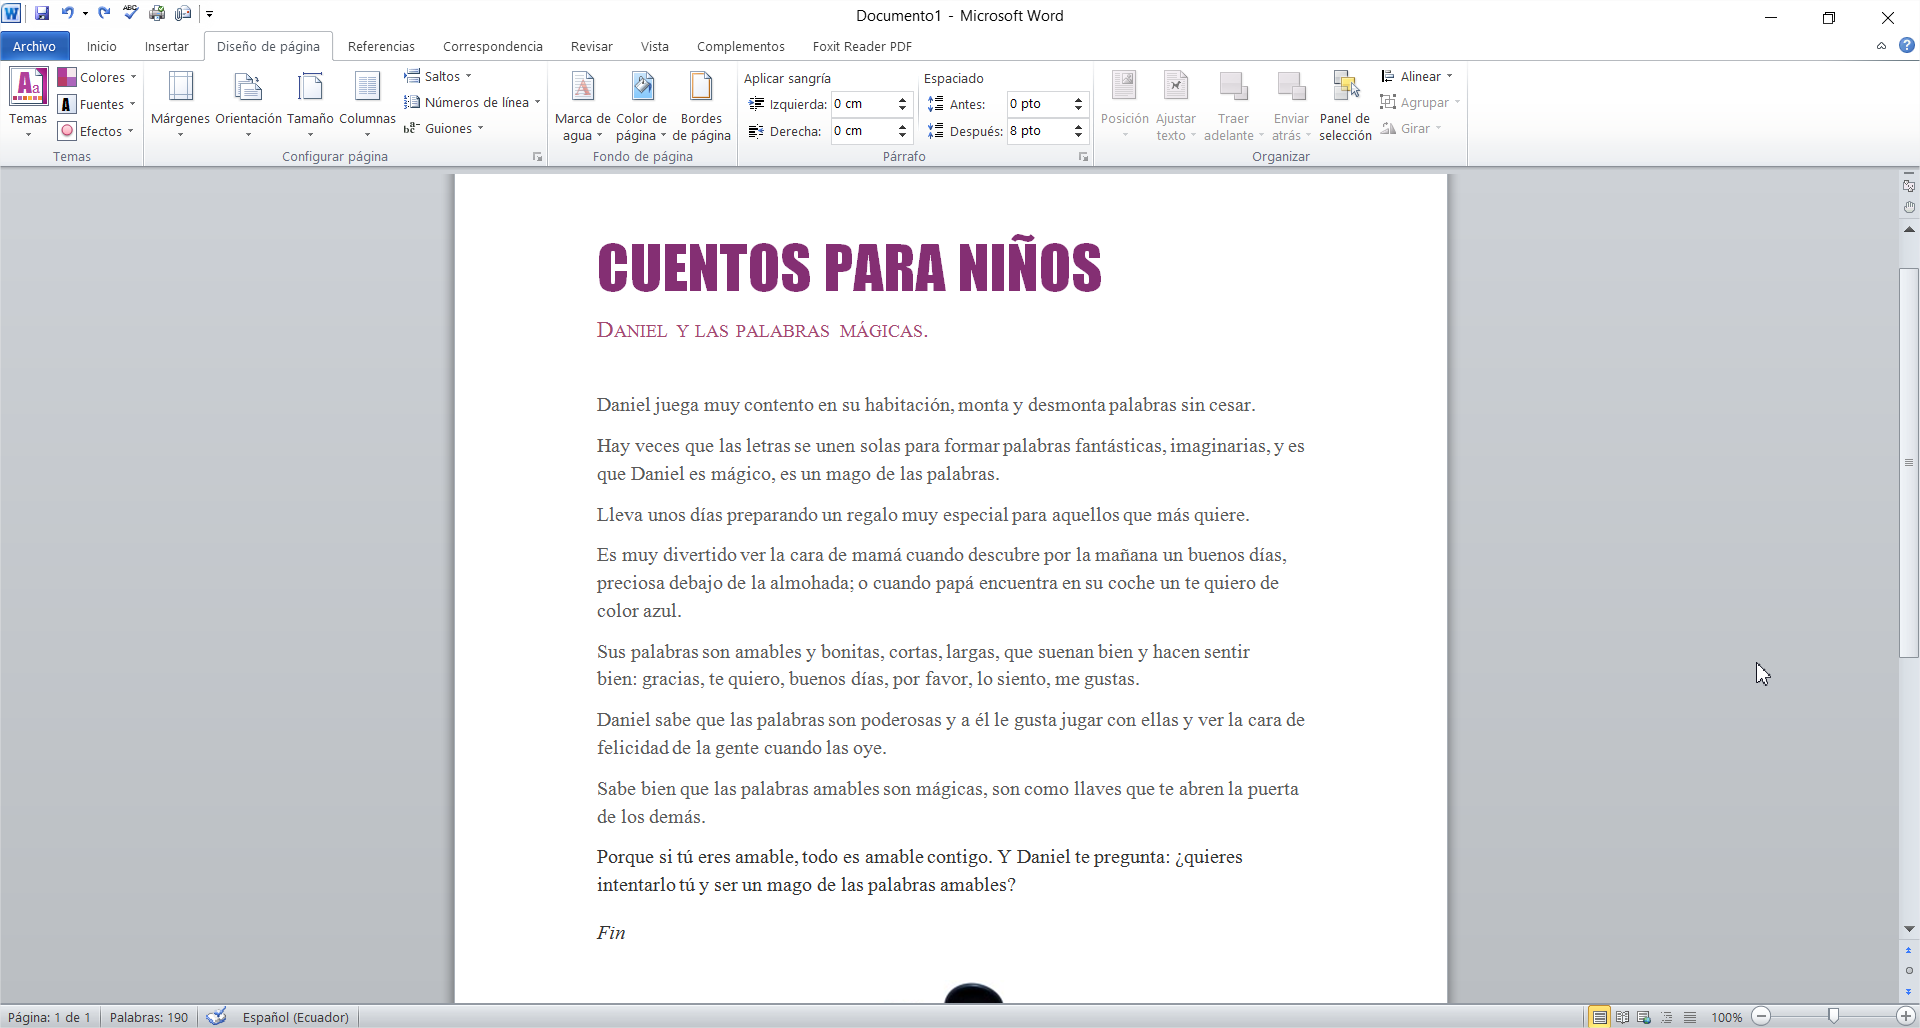 Documento1 - Microsoft Word
Archivo Inicio Insertar Diseño de página Referencias Correspondencia Revisar Vista Complementos Foxit Reader PDF
Temas
Colores
Fuentes
Efectos
Temas
Márgenes Orientación Tamaño Columnas
Saltos
Números de línea
Guiones
Configurar página
Marca de agua
Color de página
Bordes de página
Fondo de página
Aplicar sangría
Izquierda: 0 cm
Derecha: 0 cm
Espaciado
Antes: 0 pto
Después: 8 pto
Párrafo
Posición
Ajustar texto
Traer adelante
Enviar atrás
Panel de selección
Alinear
Agrupar
Girar
Organizar
CUENTOS PARA NIÑOS
DANIEL Y LAS PALABRAS MÁGICAS.
Daniel juega muy contento en su habitación, monta y desmonta palabras sin cesar.
Hay veces que las letras se unen solas para formar palabras fantásticas, imaginarias, y es
que Daniel es mágico, es un mago de las palabras.
Lleva unos días preparando un regalo muy especial para aquellos que más quiere.
Es muy divertido ver la cara de mamá cuando descubre por la mañana un buenos días,
preciosa debajo de la almohada; o cuando papá encuentra en su coche un te quiero de
color azul.
Sus palabras son amables y bonitas, cortas, largas, que suenan bien y hacen sentir
bien: gracias, te quiero, buenos días, por favor, lo siento, me gustas.
Daniel sabe que las palabras son poderosas y a él le gusta jugar con ellas y ver la cara de
felicidad de la gente cuando las oye.
Sabe bien que las palabras amables son mágicas, son como llaves que te abren la puerta
de los demás.
Porque si tú eres amable, todo es amable contigo. Y Daniel te pregunta: ¿quieres
intentarlo tú y ser un mago de las palabras amables?
Fin
Página: 1 de 1 Palabras: 190 Español (Ecuador) 100%